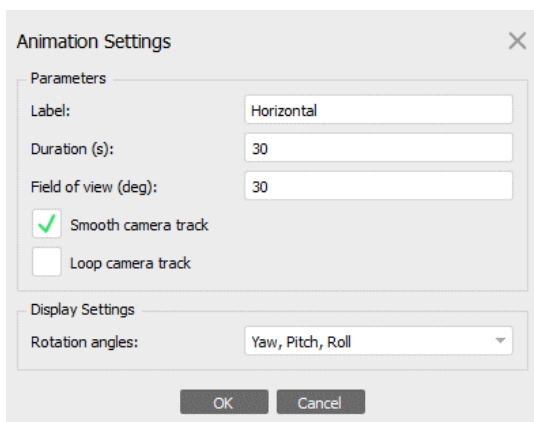 Animation Settings
Parameters
Label: Horizontal
Duration (s): 30
Field of view (deg): 30
Smooth camera track
Loop camera track
Display Settings
Rotation angles: Yaw, Pitch, Roll
OK Cancel